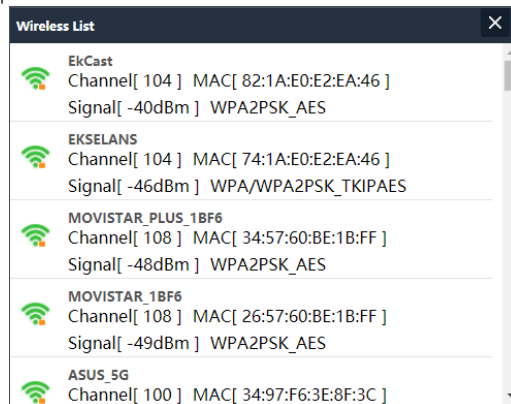 Wireless List
EkCast
Channel[ 104 ] MAC[ 82:1A:E0:E2:EA:46 ]
Signal[ -40dBm ] WPA2PSK_AES
EKSELANS
Channel[ 104 ] MAC[ 74:1A:E0:E2:EA:46 ]
Signal[ -46dBm ] WPA/WPA2PSK_TKIPAES
MOVISTAR_PLUS_1BF6
Channel[ 108 ] MAC[ 34:57:60:BE:1B:FF ]
Signal[ -48dBm ] WPA2PSK_AES
MOVISTAR_1BF6
Channel[ 108 ] MAC[ 26:57:60:BE:1B:FF ]
Signal[ -49dBm ] WPA2PSK_AES
ASUS_5G
Channel[ 100 ] MAC[ 34:97:F6:3E:8F:3C ]